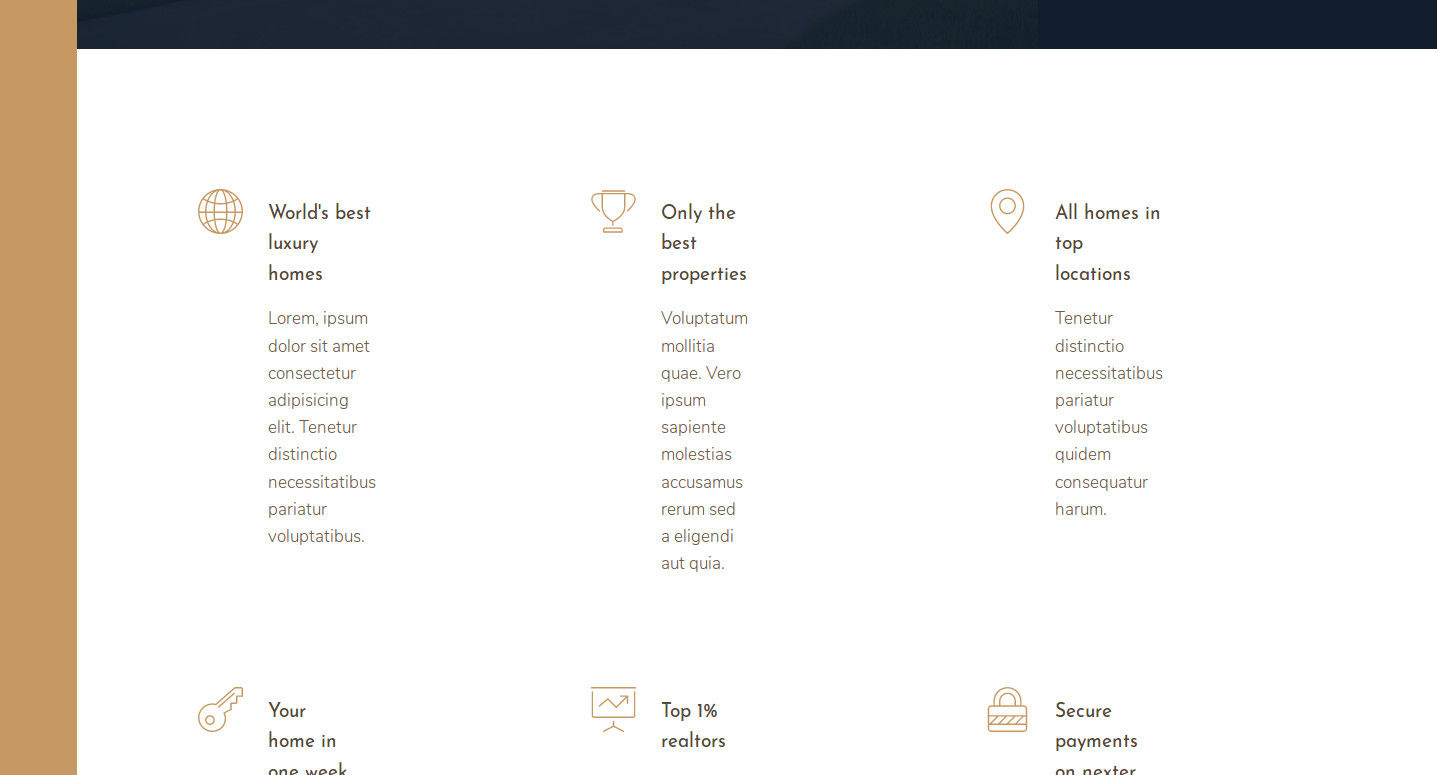 World's best
luxury
homes
Lorem, ipsum
dolor sit amet
consectetur
adipisicing
elit. Tenetur
distinctio
necessitatibus
pariatur
voluptatibus.
Only the
best
properties
Voluptatum
mollitia
quae. Vero
ipsum
sapiente
molestias
accusamus
rerum sed
a eligendi
aut quia.
All homes in
top
locations
Tenetur
distinctio
necessitatibus
pariatur
voluptatibus
quidem
consequatur
harum.
Your
home in
one week
Top 1%
realtors
Secure
payments
on nexter